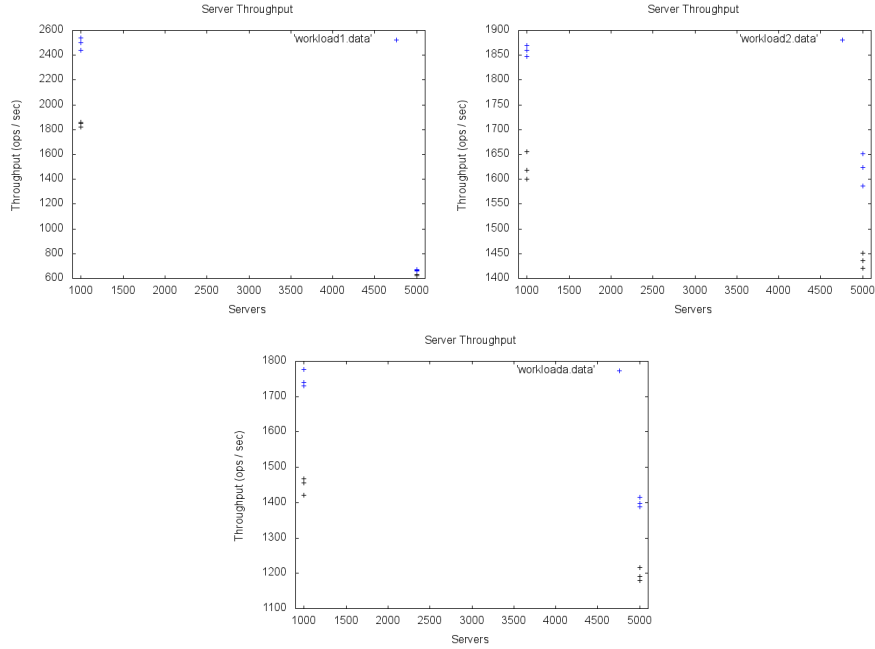 Server Throughput
'workload1.data'
2600
2400
2200
2000
1800
1600
1400
1200
1000
800
600
Throughput (ops / sec)
1000 1500 2000 2500 3000 3500 4000 4500 5000
Servers
Server Throughput
'workload2.data'
1900
1850
1800
1750
1700
1650
1600
1550
1500
1450
1400
Throughput (ops / sec)
1000 1500 2000 2500 3000 3500 4000 4500 5000
Servers
Server Throughput
'workloada.data'
1800
1700
1600
1500
1400
1300
1200
1100
Throughput (ops / sec)
1000 1500 2000 2500 3000 3500 4000 4500 5000
Servers